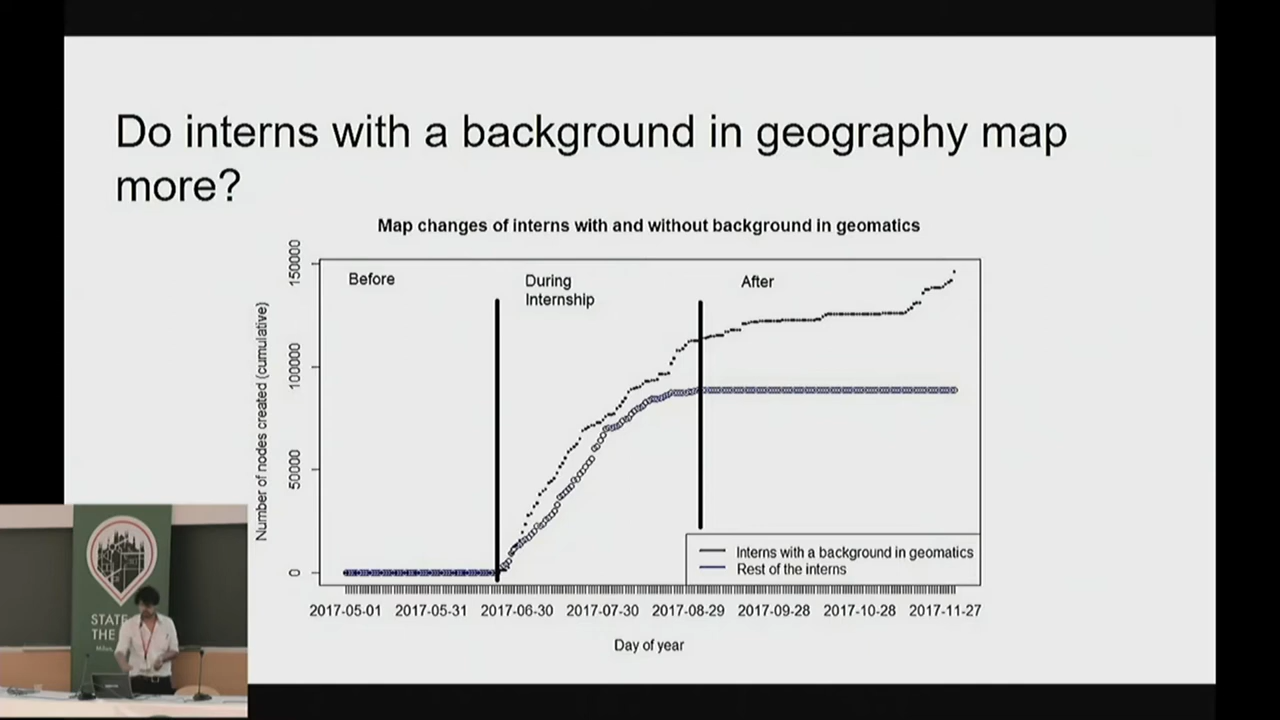 Do interns with a background in geography map
more?
Map changes of interns with and without background in geomatics
Before
During
Internship
After
Number of nodes created (cumulative)
150000
100000
50000
0
Interns with a background in geomatics
Rest of the interns
2017-05-01 2017-05-31 2017-06-30 2017-07-30 2017-08-29 2017-09-28 2017-10-28 2017-11-27
Day of year
STATE
THE